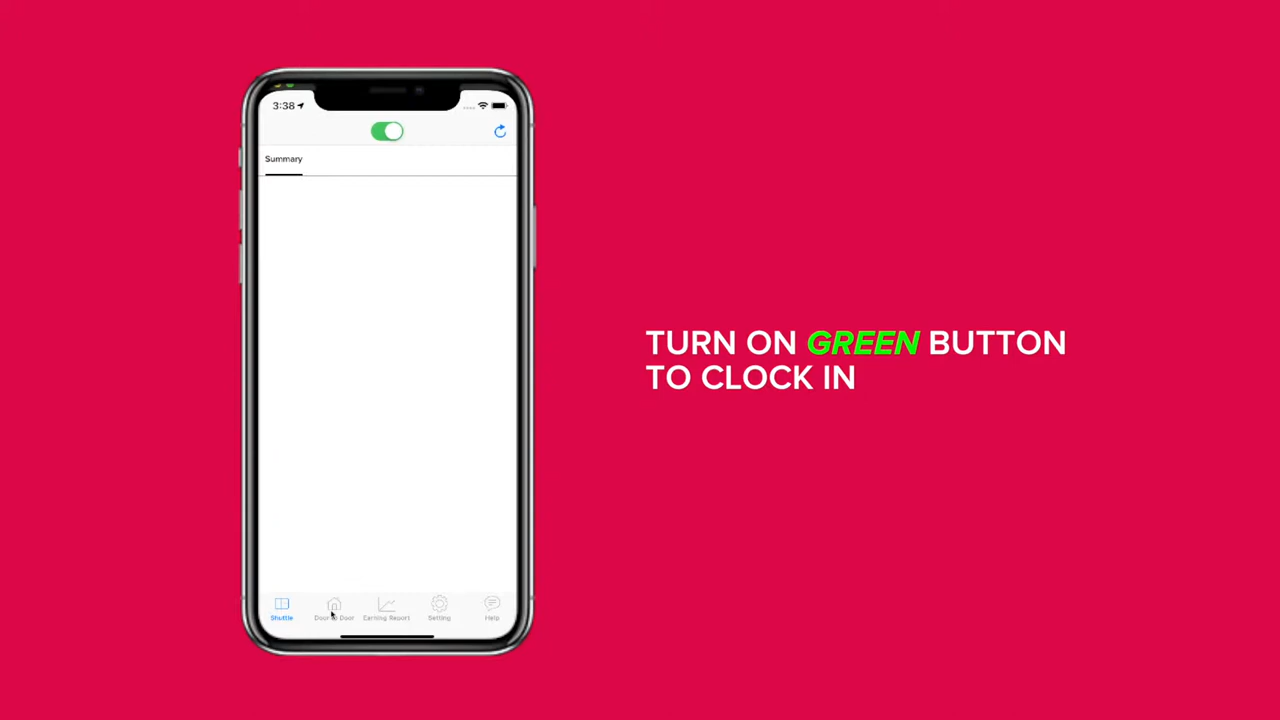 3:38
Summary
TURN ON GREEN BUTTON
TO CLOCK IN
Shuttle
Door to Door
Earning Report
Setting
Help